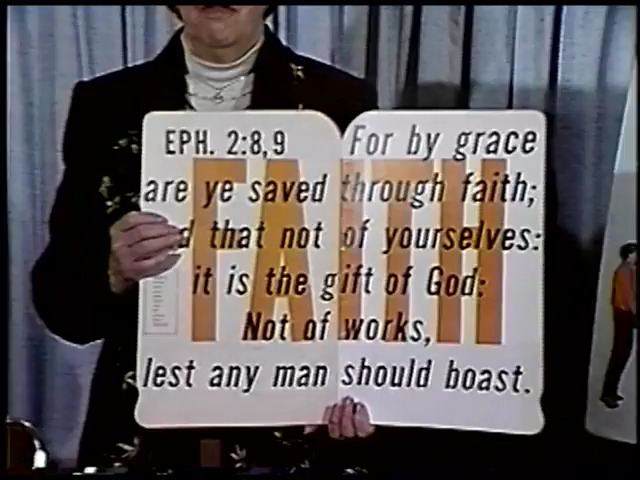 EPH. 2:8,9 For by grace
are ye saved through faith;
d that not of yourselves:
it is the gift of God:
Not of works,
lest any man should boast.
FAITH